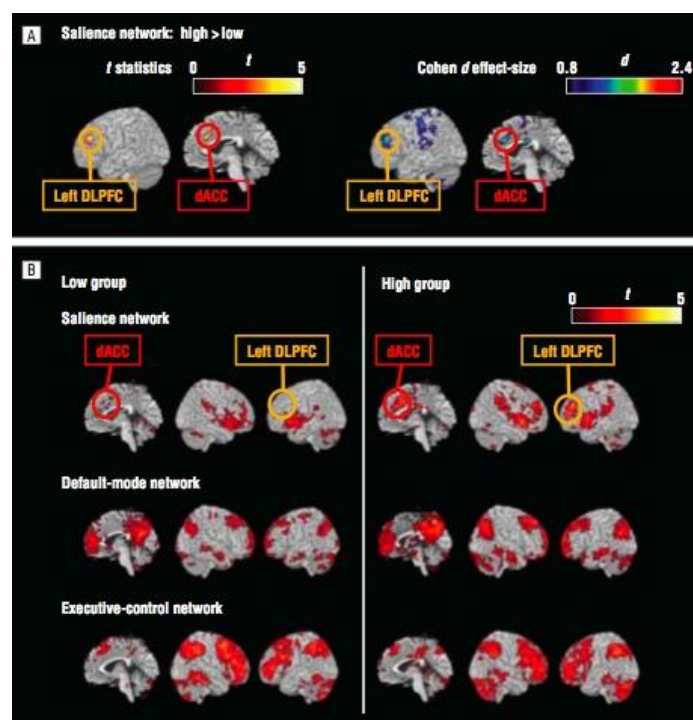 A Salience network: high > low
t statistics 0 t 5
Cohen d effect-size 0.8 d 2.4
Left DLPFC dACC Left DLPFC dACC
B
Low group High group
0 t 5
Salience network
dACC Left DLPFC dACC Left DLPFC
Default-mode network
Executive-control network